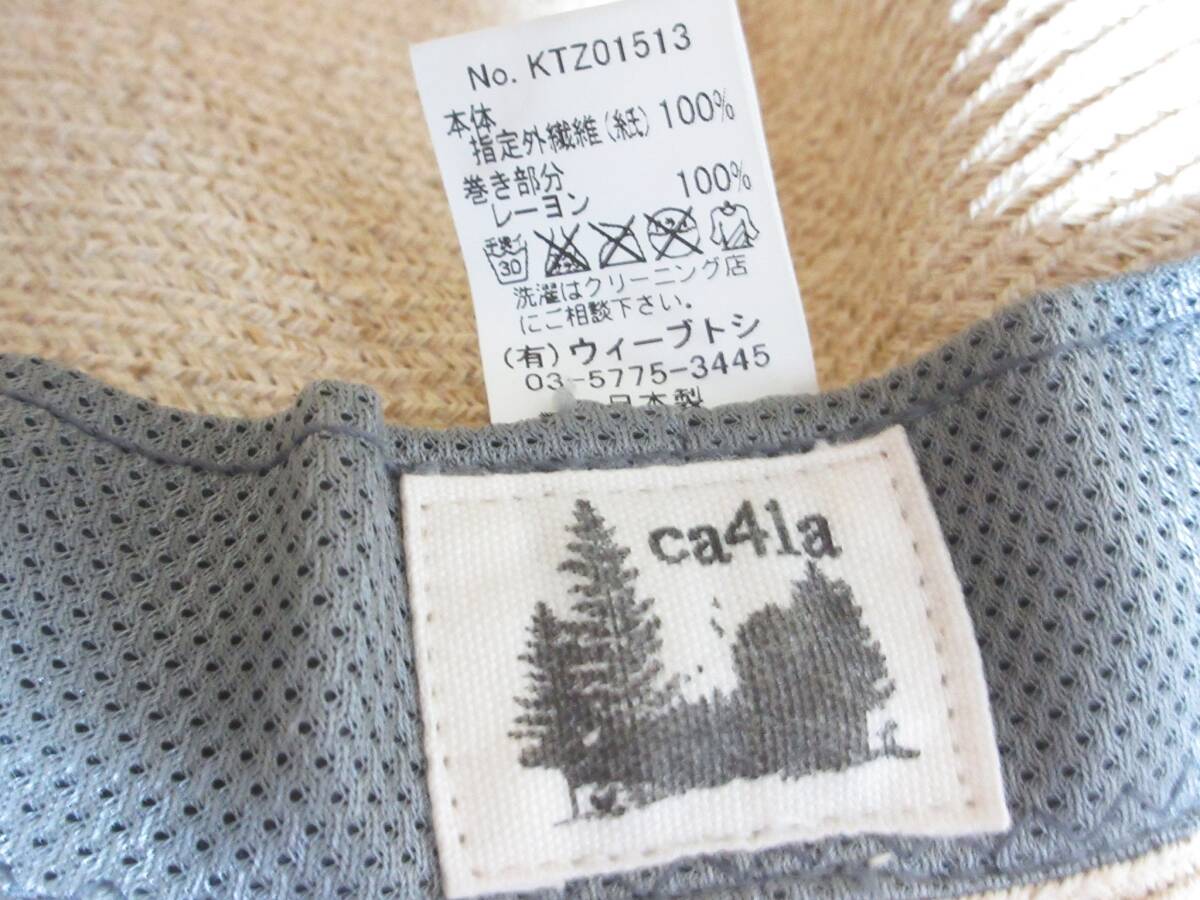 No. KTZ01513
本体
指定外繊維(紙) 100%
巻き部分
レーヨン 100%
30
洗濯はクリーニング店
にご相談下さい。
(有)ウィーブトシ
03-5775-3445
日本製
ca4la